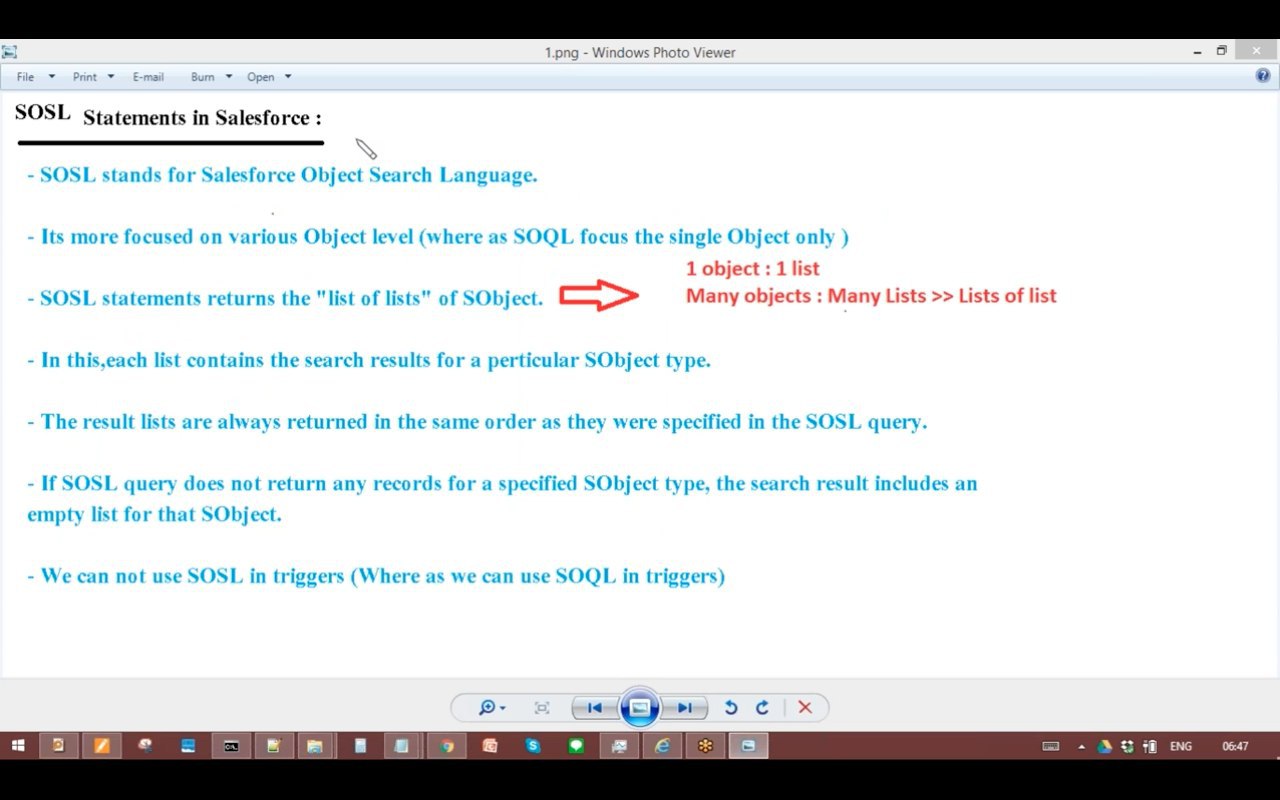 1.png - Windows Photo Viewer
File Print E-mail Burn Open
SOSL Statements in Salesforce :
- SOSL stands for Salesforce Object Search Language.
- Its more focused on various Object level (where as SOQL focus the single Object only )
1 object : 1 list
- SOSL statements returns the "list of lists" of SObject.
Many objects : Many Lists >> Lists of list
- In this,each list contains the search results for a perticular SObject type.
- The result lists are always returned in the same order as they were specified in the SOSL query.
- If SOSL query does not return any records for a specified SObject type, the search result includes an
empty list for that SObject.
- We can not use SOSL in triggers (Where as we can use SOQL in triggers)
ENG 06:47